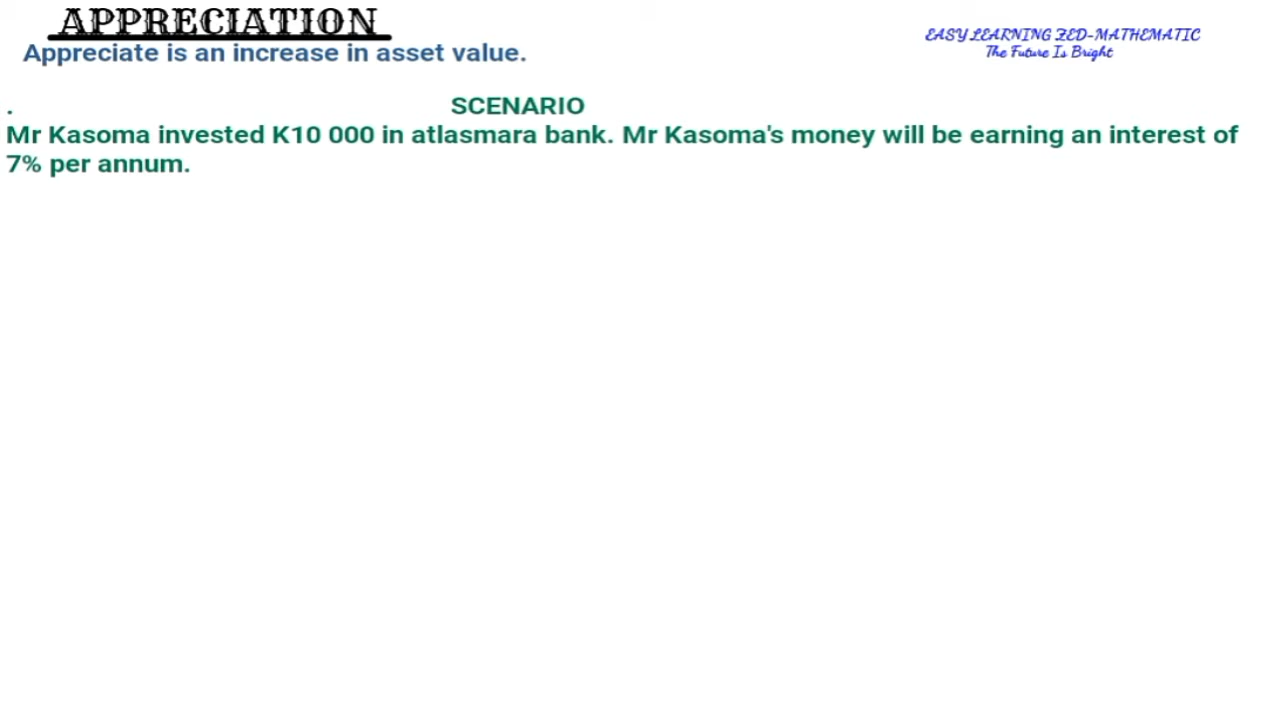 APPRECIATION
Appreciate is an increase in asset value.
EASY LEARNING ZED-MATHEMATIC
The Future Is Bright
. SCENARIO
Mr Kasoma invested K10 000 in atlasmara bank. Mr Kasoma's money will be earning an interest of
7% per annum.